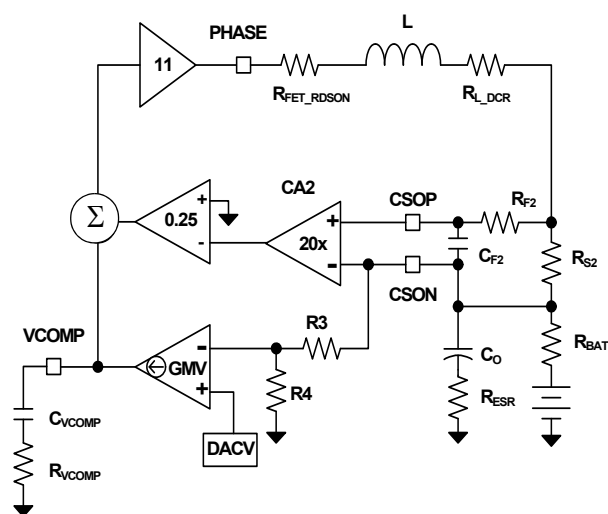 PHASE
L
11
RFET_RDSON
RL_DCR
CA2
CSOP
RF2
Σ
0.25
+
-
20x
+
-
CF2
RS2
CSON
VCOMP
R3
RBAT
GMV
-
+
R4
CO
RESR
CVCOMP
DACV
RVCOMP